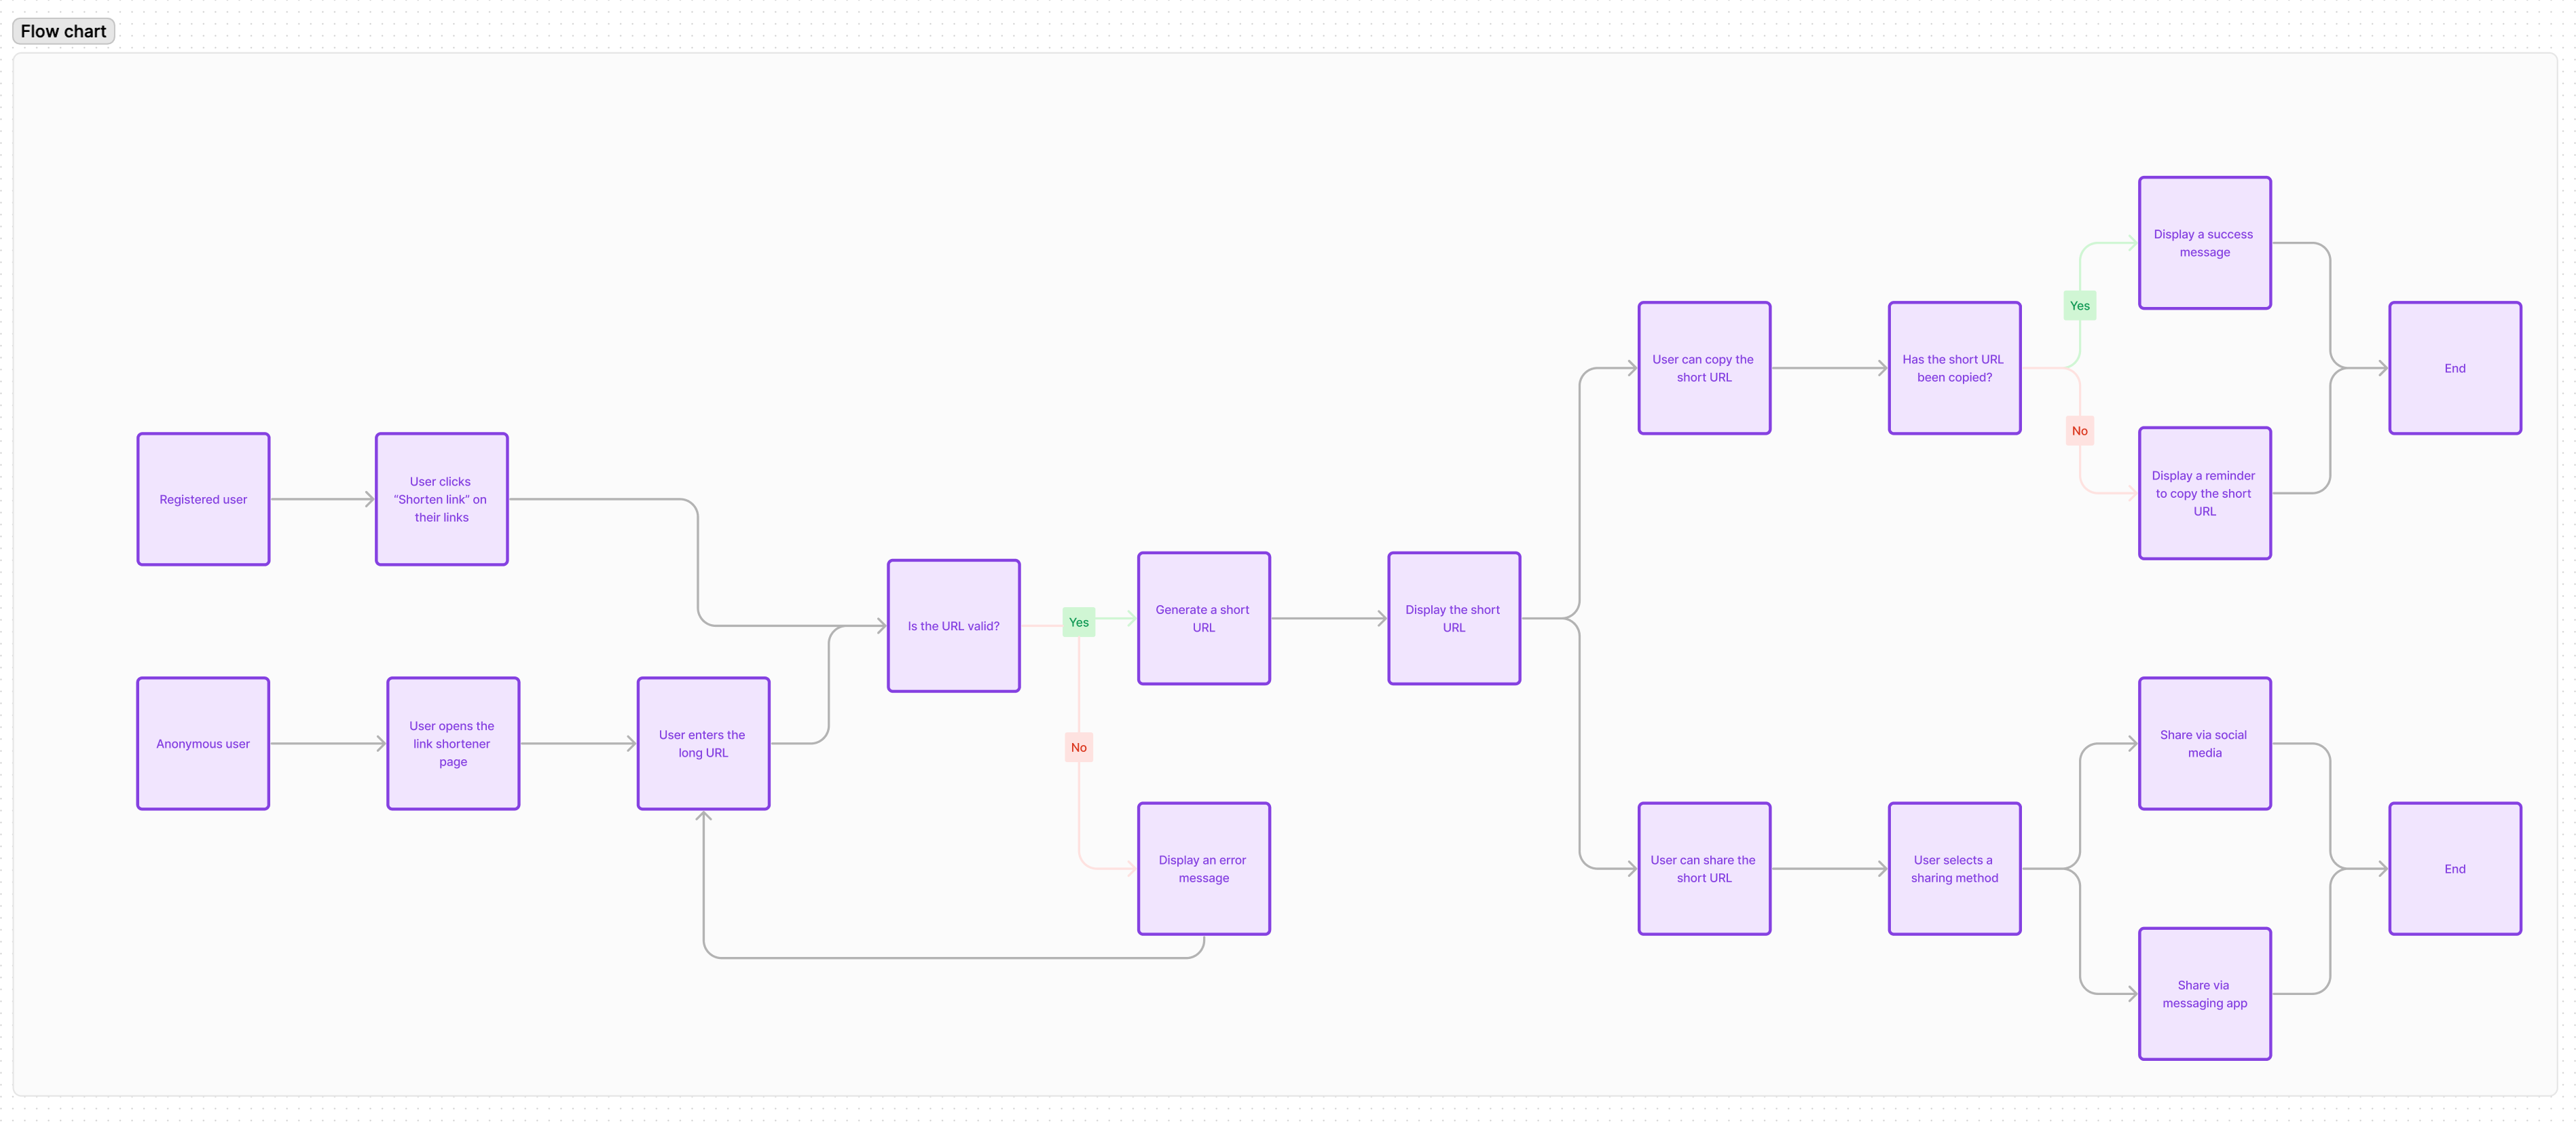 Flow chart
Registered user
User clicks
“Shorten link” on
their links
Anonymous user
User opens the
link shortener
page
User enters the
long URL
Is the URL valid?
Yes
No
Generate a short
URL
Display an error
message
Display the short
URL
User can copy the
short URL
Has the short URL
been copied?
Yes
No
Display a success
message
Display a reminder
to copy the short
URL
End
User can share the
short URL
User selects a
sharing method
Share via social
media
Share via
messaging app
End